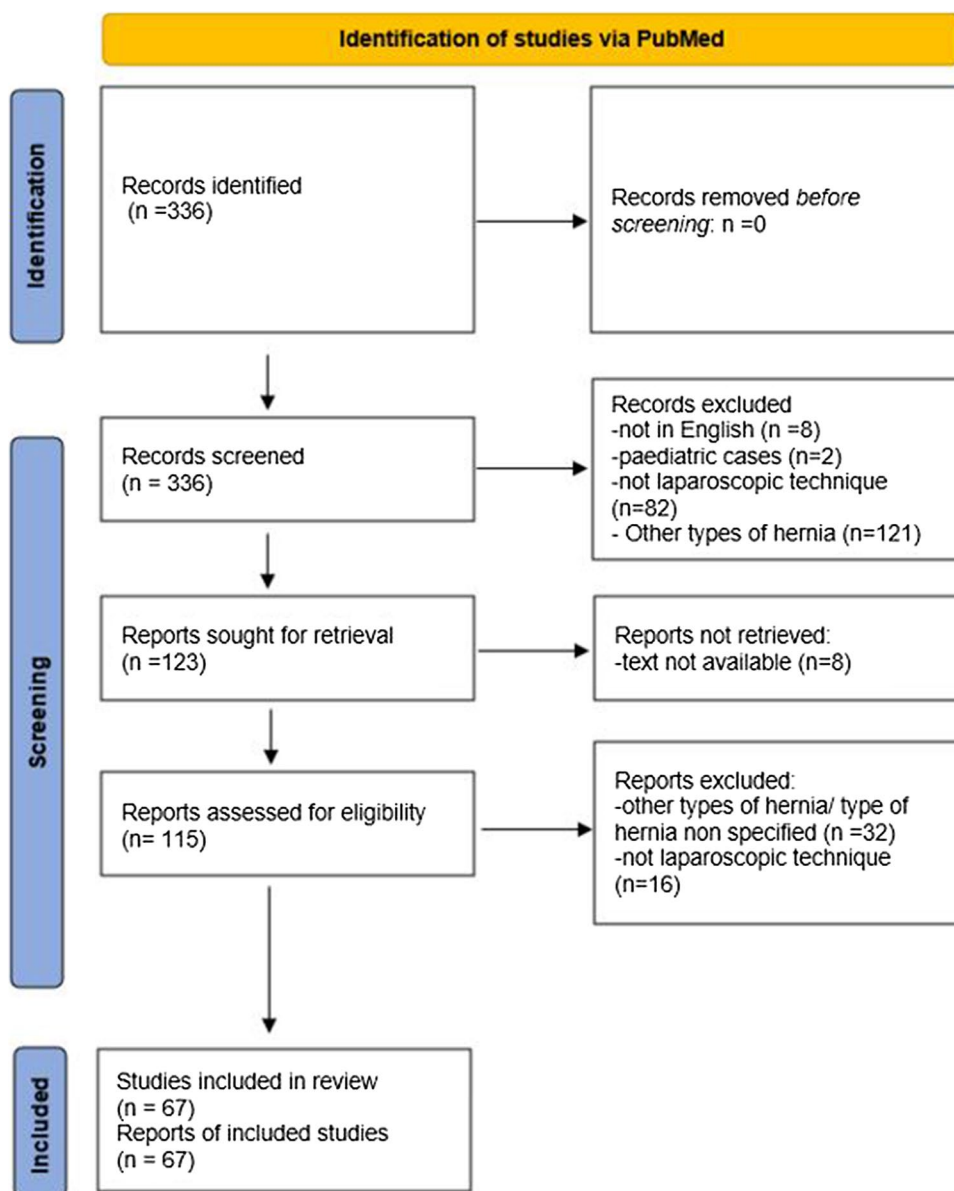 Identification of studies via PubMed
Identification
Records identified
(n =336)
Records removed before
screening: n =0
Screening
Records screened
(n = 336)
Records excluded
-not in English (n =8)
-paediatric cases (n=2)
-not laparoscopic technique
(n=82)
- Other types of hernia (n=121)
Reports sought for retrieval
(n =123)
Reports not retrieved:
-text not available (n=8)
Reports assessed for eligibility
(n= 115)
Reports excluded:
-other types of hernia/ type of
hernia non specified (n =32)
-not laparoscopic technique
(n=16)
Included
Studies included in review
(n = 67)
Reports of included studies
(n = 67)